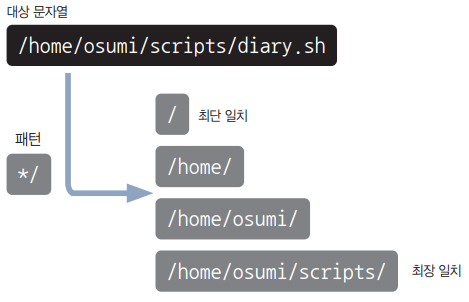 대상 문자열
/home/osumi/scripts/diary.sh
/ 최단 일치
패턴
*/
/home/
/home/osumi/
/home/osumi/scripts/ 최장 일치